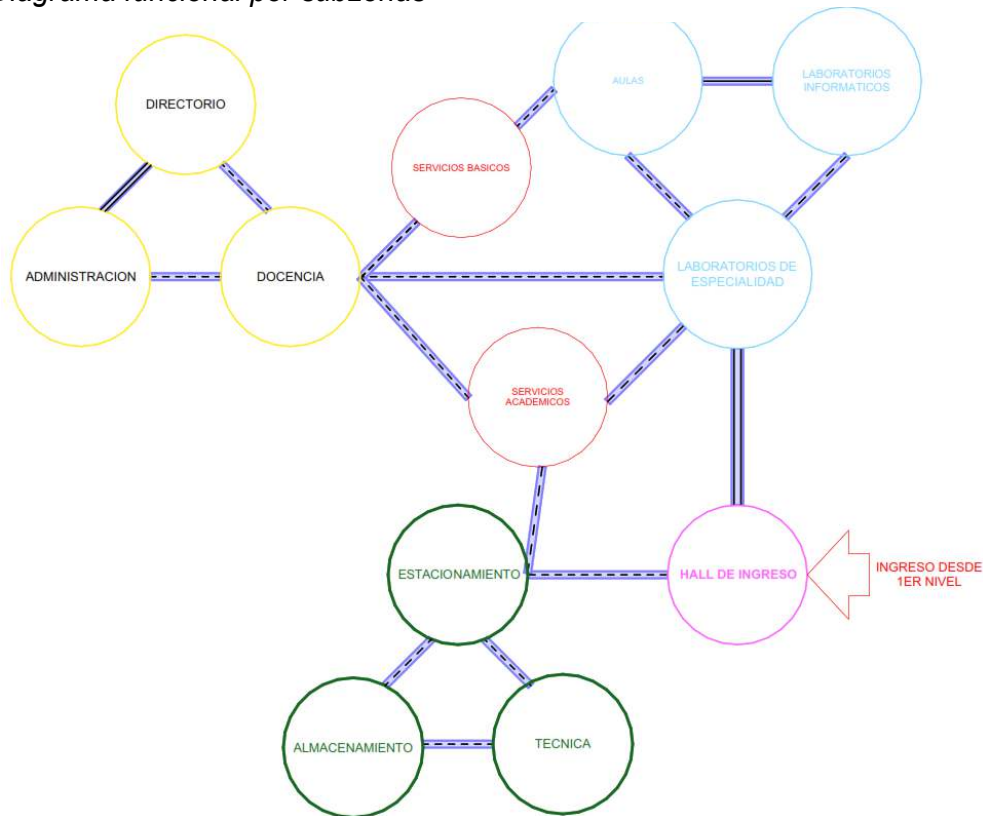 Diagrama funcional por subzonas
DIRECTORIO
AULAS
LABORATORIOS
INFORMATICOS
SERVICIOS BASICOS
ADMINISTRACION
DOCENCIA
LABORATORIOS DE
ESPECIALIDAD
SERVICIOS
ACADEMICOS
ESTACIONAMIENTO
HALL DE INGRESO
INGRESO DESDE
1ER NIVEL
ALMACENAMIENTO
TECNICA